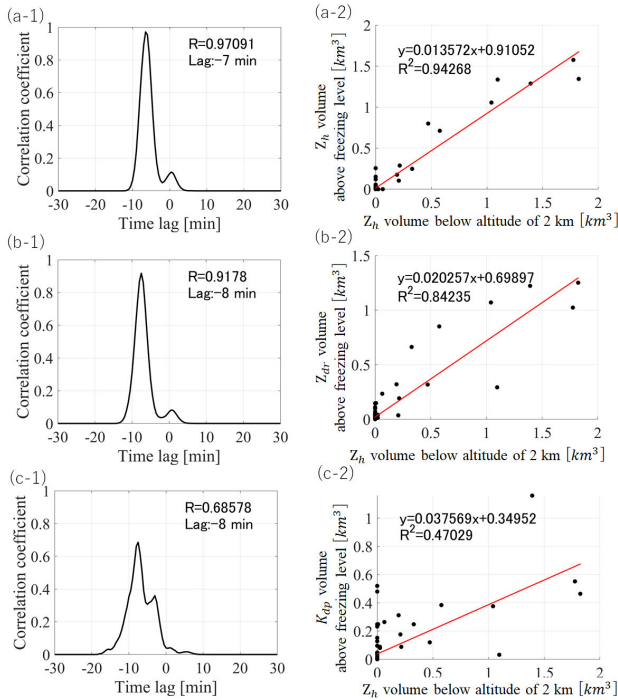 (a-1)
Correlation coefficient
1
0.8
0.6
0.4
0.2
0
R=0.97091
Lag:-7 min
-30 -20 -10 0 10 20 30
Time lag [min]
(a-2)
Z_h volume
above freezing level [km³]
2
1.5
1
0.5
0
y=0.013572x+0.91052
R²=0.94268
0 0.5 1 1.5 2
Z_h volume below altitude of 2 km [km³]
(b-1)
Correlation coefficient
1
0.8
0.6
0.4
0.2
0
R=0.9178
Lag:-8 min
-30 -20 -10 0 10 20 30
Time lag [min]
(b-2)
Z_dr volume
above freezing level [km³]
1.5
1
0.5
0
y=0.020257x+0.69897
R²=0.84235
0 0.5 1 1.5 2
Z_h volume below altitude of 2 km [km³]
(c-1)
Correlation coefficient
1
0.8
0.6
0.4
0.2
0
R=0.68578
Lag:-8 min
-30 -20 -10 0 10 20 30
Time lag [min]
(c-2)
K_dp volume
above freezing level [km³]
1
0.8
0.6
0.4
0.2
0
y=0.037569x+0.34952
R²=0.47029
0 0.5 1 1.5 2
Z_h volume below altitude of 2 km [km³]